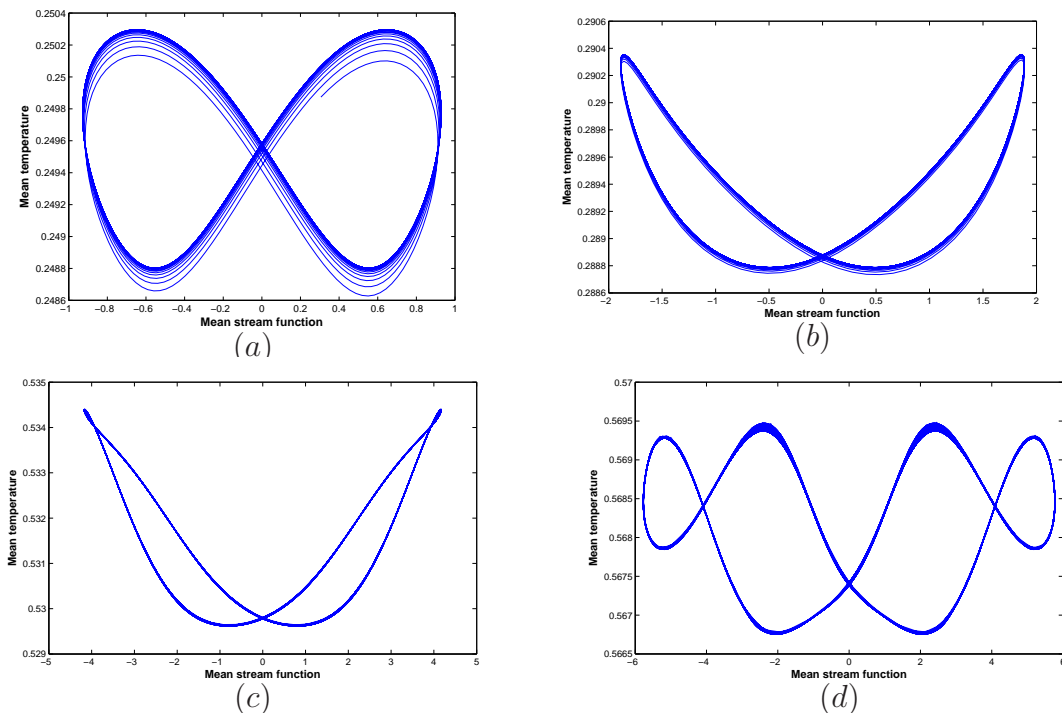 0.2504
0.2502
0.25
0.2498
0.2496
0.2494
0.2492
0.249
0.2488
0.2486
Mean temperature
−1 −0.8 −0.6 −0.4 −0.2 0 0.2 0.4 0.6 0.8 1
Mean stream function
(a)
0.2906
0.2904
0.2902
0.29
0.2898
0.2896
0.2894
0.2892
0.289
0.2888
0.2886
Mean temperature
−2 −1.5 −1 −0.5 0 0.5 1 1.5 2
Mean stream function
(b)
0.535
0.534
0.533
0.532
0.531
0.53
0.529
Mean temperature
−5 −4 −3 −2 −1 0 1 2 3 4 5
Mean stream function
(c)
0.57
0.5695
0.569
0.5685
0.568
0.5675
0.567
0.5665
Mean temperature
−6 −4 −2 0 2 4 6
Mean stream function
(d)